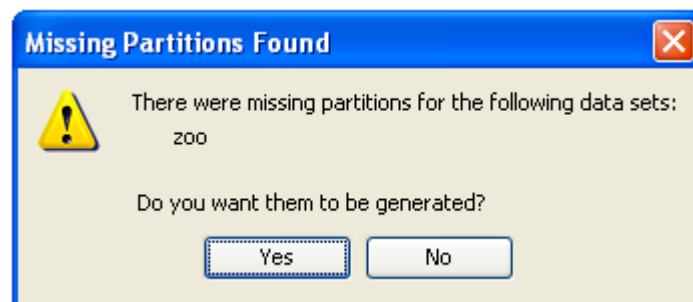 Missing Partitions Found
There were missing partitions for the following data sets:
zoo
Do you want them to be generated?
Yes No